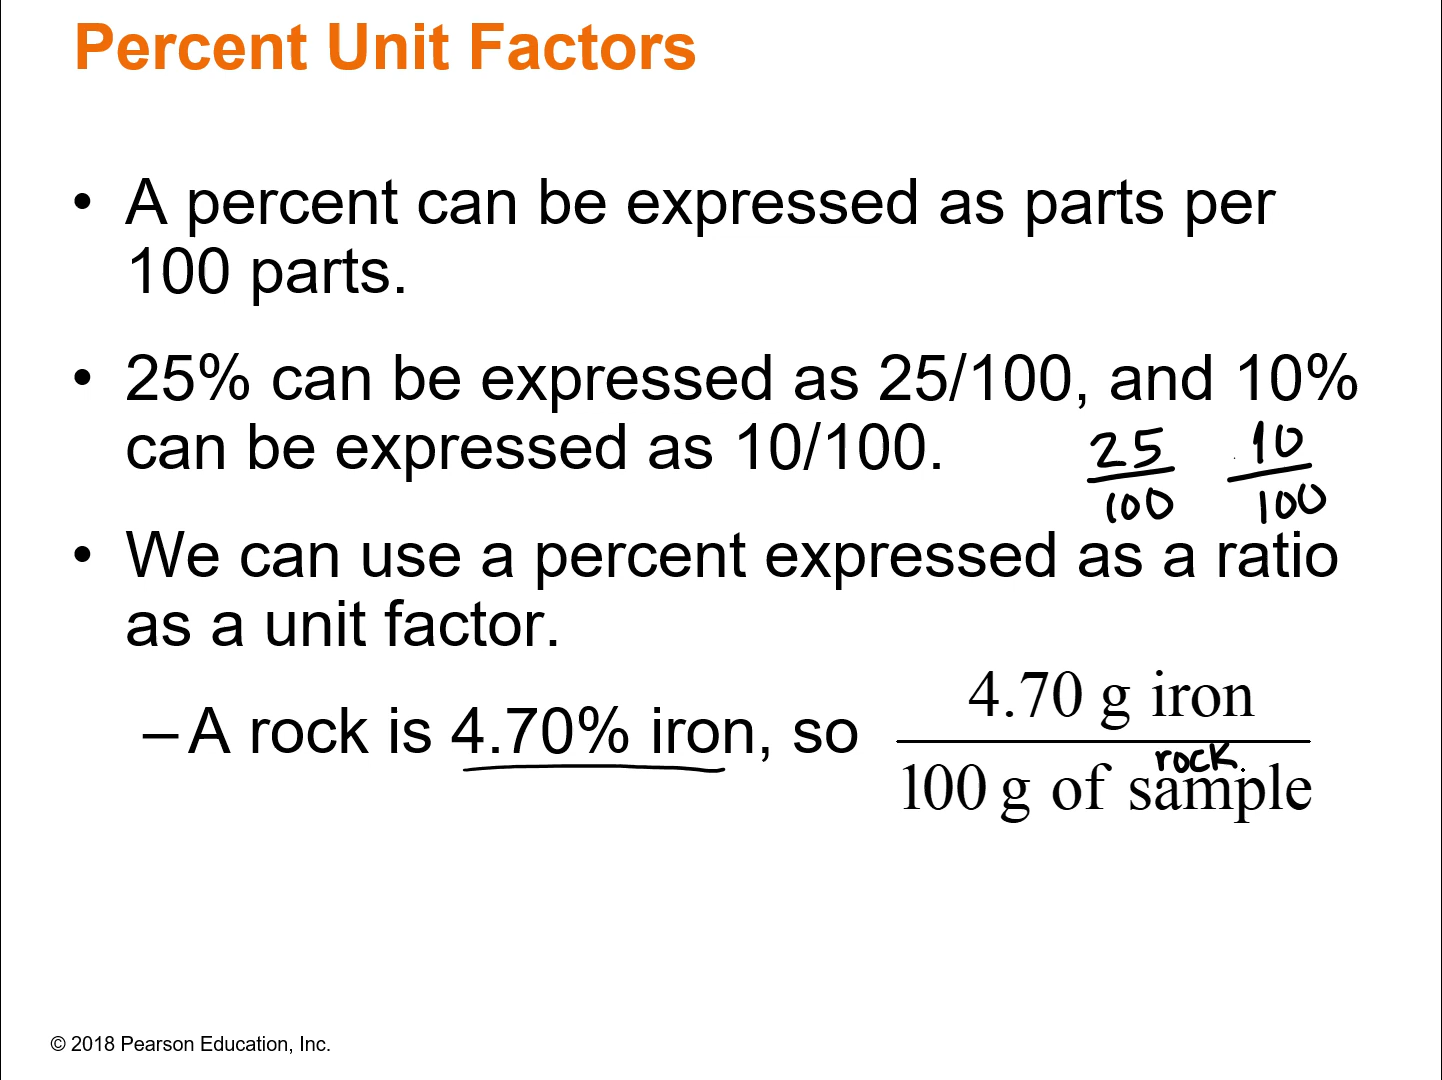 Percent Unit Factors
• A percent can be expressed as parts per
100 parts.
• 25% can be expressed as 25/100, and 10%
can be expressed as 10/100.
25/100 10/100
• We can use a percent expressed as a ratio
as a unit factor.
– A rock is 4.70% iron, so
4.70 g iron
rock
100 g of sample
© 2018 Pearson Education, Inc.